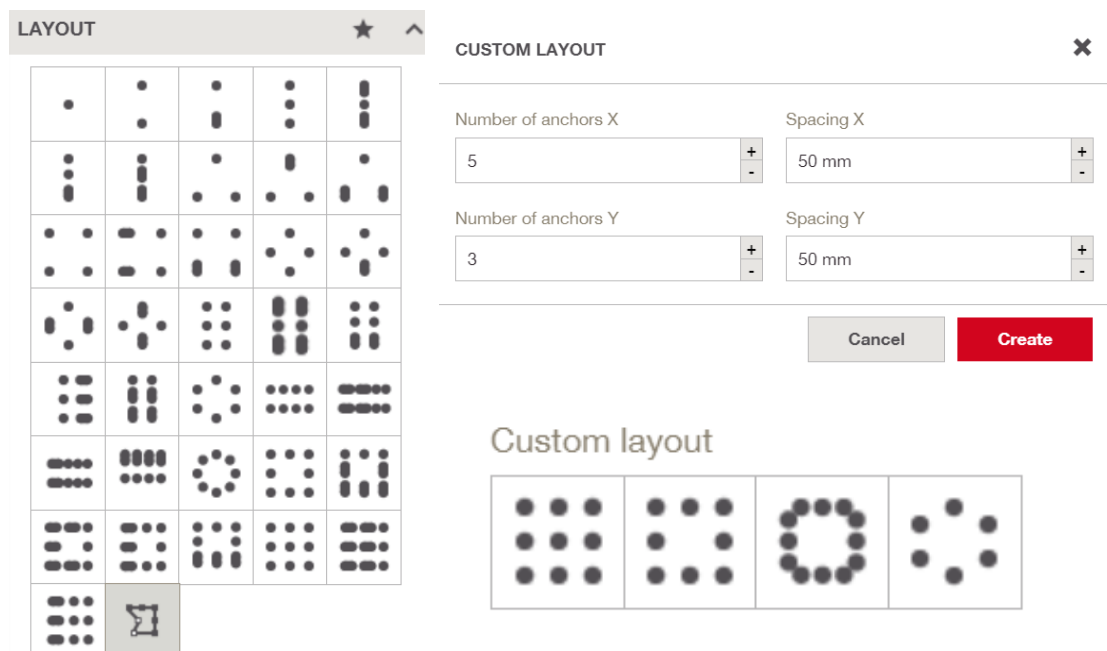 LAYOUT
CUSTOM LAYOUT
Number of anchors X
Spacing X
5
+
-
50 mm
+
-
Number of anchors Y
Spacing Y
3
+
-
50 mm
+
-
Cancel
Create
Custom layout